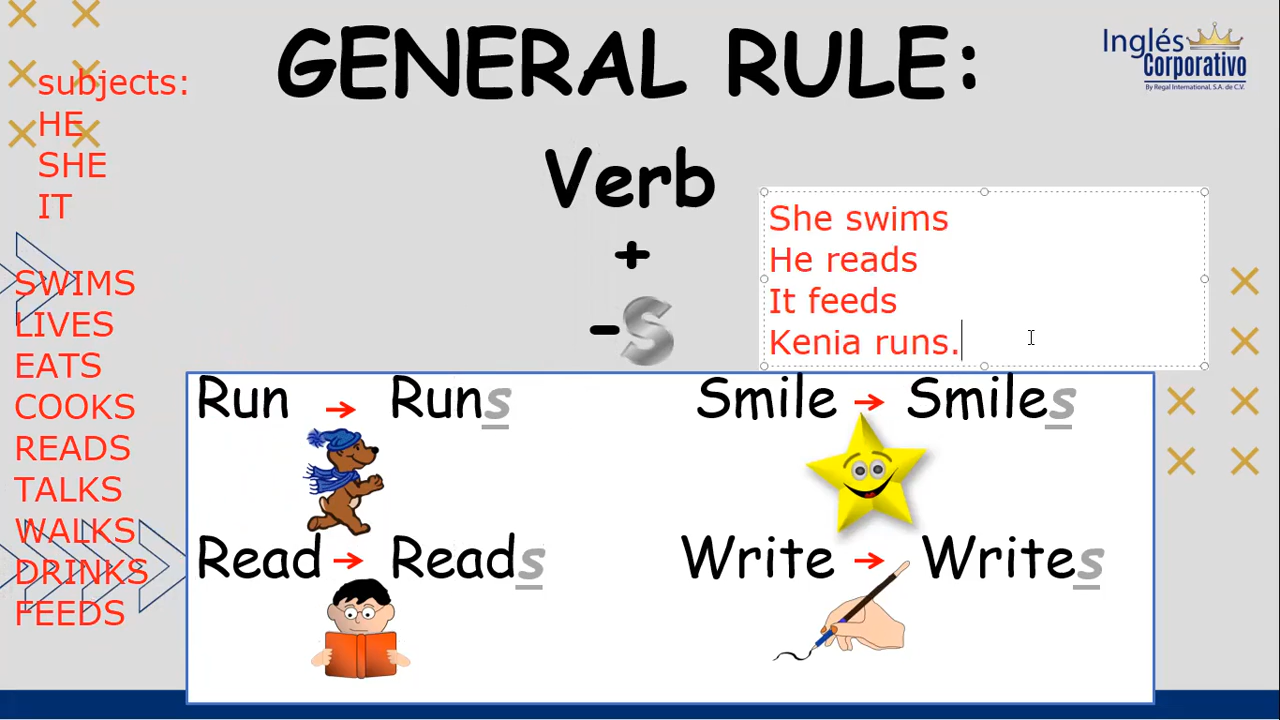 GENERAL RULE:
Inglés
Corporativo
By Regal International, S.A. de C.V.
subjects:
HE
SHE
IT
SWIMS
LIVES
EATS
COOKS
READS
TALKS
WALKS
DRINKS
FEEDS
Verb
+
-s
She swims
He reads
It feeds
Kenia runs.
Run → Runs
Smile → Smiles
Read → Reads
Write → Writes